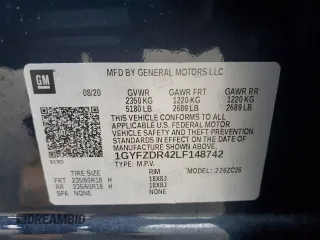 GM
MFD BY GENERAL MOTORS LLC
08/20 GVWR GAWR FRT GAWR RR
2350 KG 1220 KG 1220 KG
5180 LB 2689 LB 2689 LB
THIS VEHICLE CONFORMS TO ALL APPLICABLE
U.S. FEDERAL MOTOR VEHICLE SAFETY, BUMPER,
AND THEFT PREVENTION STANDARDS IN EFFECT
ON THE DATE OF MANUFACTURE SHOWN ABOVE.
1GYFZDR42LF148742
TYPE: M.P.V. MODEL: 226ZC26
TIRE SIZE RIM
FRT 235/60R18 H 18X8J
RR 235/60R18 H 18X8J
SPA NONE NONE
IDREAMBID